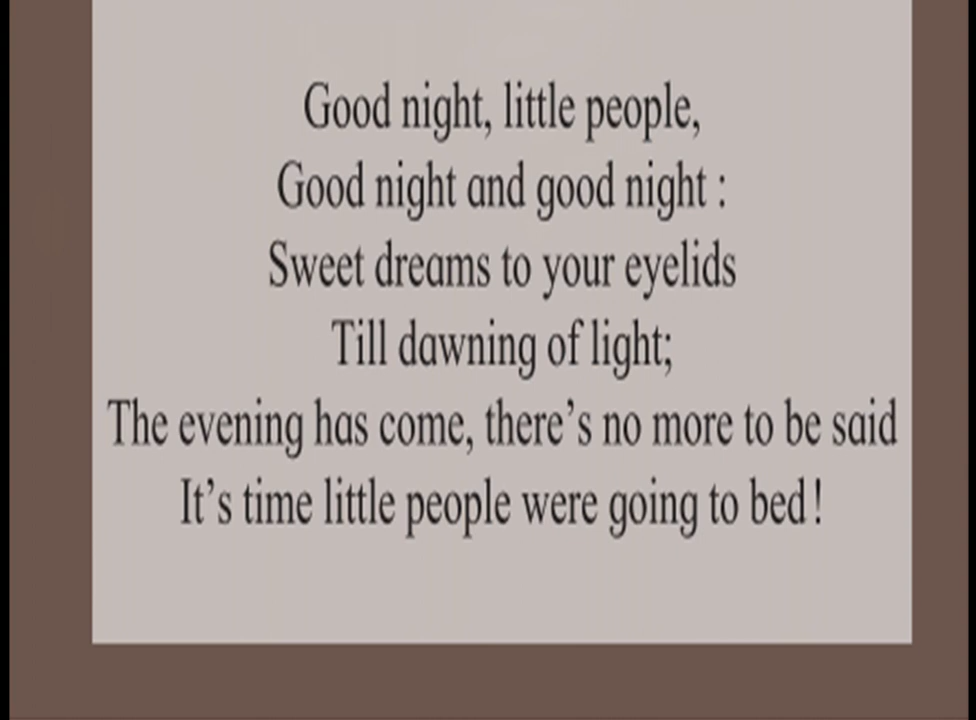 Good night, little people,
Good night and good night :
Sweet dreams to your eyelids
Till dawning of light;
The evening has come, there’s no more to be said
It’s time little people were going to bed!